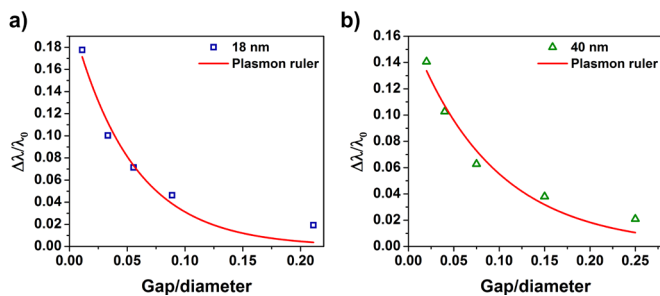 a)
18 nm
Plasmon ruler
Δλ/λ₀
0.18
0.16
0.14
0.12
0.10
0.08
0.06
0.04
0.02
0.00
0.00 0.05 0.10 0.15 0.20
Gap/diameter
b)
40 nm
Plasmon ruler
Δλ/λ₀
0.16
0.14
0.12
0.10
0.08
0.06
0.04
0.02
0.00
0.00 0.05 0.10 0.15 0.20 0.25
Gap/diameter